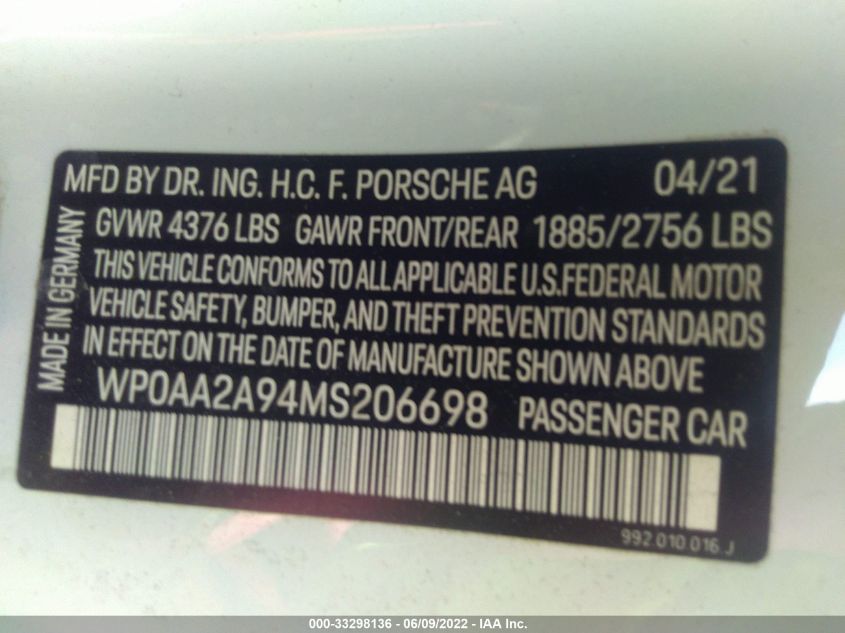 MFD BY DR. ING. H.C. F. PORSCHE AG 04/21
GVWR 4376 LBS GAWR FRONT/REAR 1885/2756 LBS
THIS VEHICLE CONFORMS TO ALL APPLICABLE U.S.FEDERAL MOTOR
VEHICLE SAFETY, BUMPER, AND THEFT PREVENTION STANDARDS
IN EFFECT ON THE DATE OF MANUFACTURE SHOWN ABOVE
WP0AA2A94MS206698 PASSENGER CAR
MADE IN GERMANY
992.010.016.J
000-33298136 - 06/09/2022 - IAA Inc.